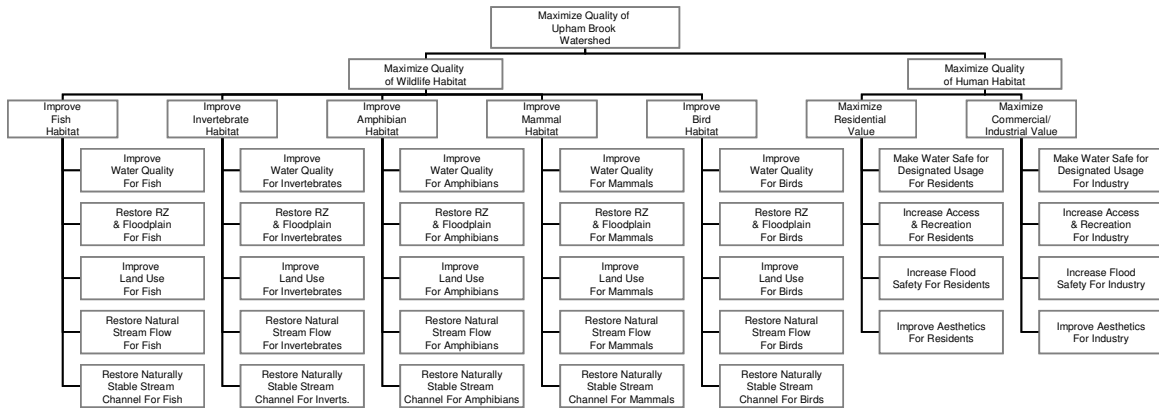 Maximize Quality of
Upham Brook
Watershed
Maximize Quality
of Wildlife Habitat
Maximize Quality
of Human Habitat
Improve
Fish
Habitat
Improve
Invertebrate
Habitat
Improve
Amphibian
Habitat
Improve
Mammal
Habitat
Improve
Bird
Habitat
Maximize
Residential
Value
Maximize
Commercial/
Industrial Value
Improve
Water Quality
For Fish
Improve
Water Quality
For Invertebrates
Improve
Water Quality
For Amphibians
Improve
Water Quality
For Mammals
Improve
Water Quality
For Birds
Make Water Safe for
Designated Usage
For Residents
Make Water Safe for
Designated Usage
For Industry
Restore RZ
& Floodplain
For Fish
Restore RZ
& Floodplain
For Invertebrates
Restore RZ
& Floodplain
For Amphibians
Restore RZ
& Floodplain
For Mammals
Restore RZ
& Floodplain
For Birds
Increase Access
& Recreation
For Residents
Increase Access
& Recreation
For Industry
Improve
Land Use
For Fish
Improve
Land Use
For Invertebrates
Improve
Land Use
For Amphibians
Improve
Land Use
For Mammals
Improve
Land Use
For Birds
Increase Flood
Safety For Residents
Increase Flood
Safety For Industry
Restore Natural
Stream Flow
For Fish
Restore Natural
Stream Flow
For Invertebrates
Restore Natural
Stream Flow
For Amphibians
Restore Natural
Stream Flow
For Mammals
Restore Natural
Stream Flow
For Birds
Improve Aesthetics
For Residents
Improve Aesthetics
For Industry
Restore Naturally
Stable Stream
Channel For Fish
Restore Naturally
Stable Stream
Channel For Inverts.
Restore Naturally
Stable Stream
Channel For Amphibians
Restore Naturally
Stable Stream
Channel For Mammals
Restore Naturally
Stable Stream
Channel For Birds